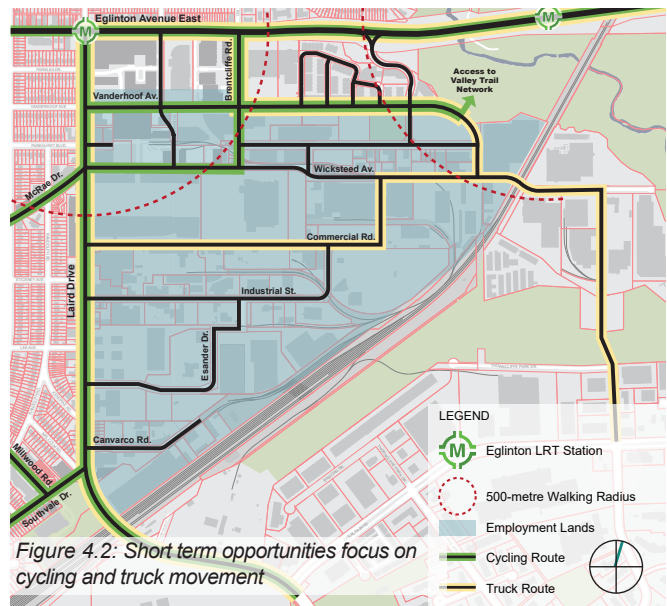 Eglinton Avenue East
M
M
Brentcliffe Rd.
Access to
Valley Trail
Network
Vanderhoof Av.
McRae Dr.
Wicksteed Av.
Commercial Rd.
Laird Drive
Industrial St.
Esander Dr.
Canvarco Rd.
Millwood Rd.
Southvale Dr.
LEGEND
M
Eglinton LRT Station
500-metre Walking Radius
Employment Lands
Cycling Route
Truck Route
Figure 4.2: Short term opportunities focus on
cycling and truck movement